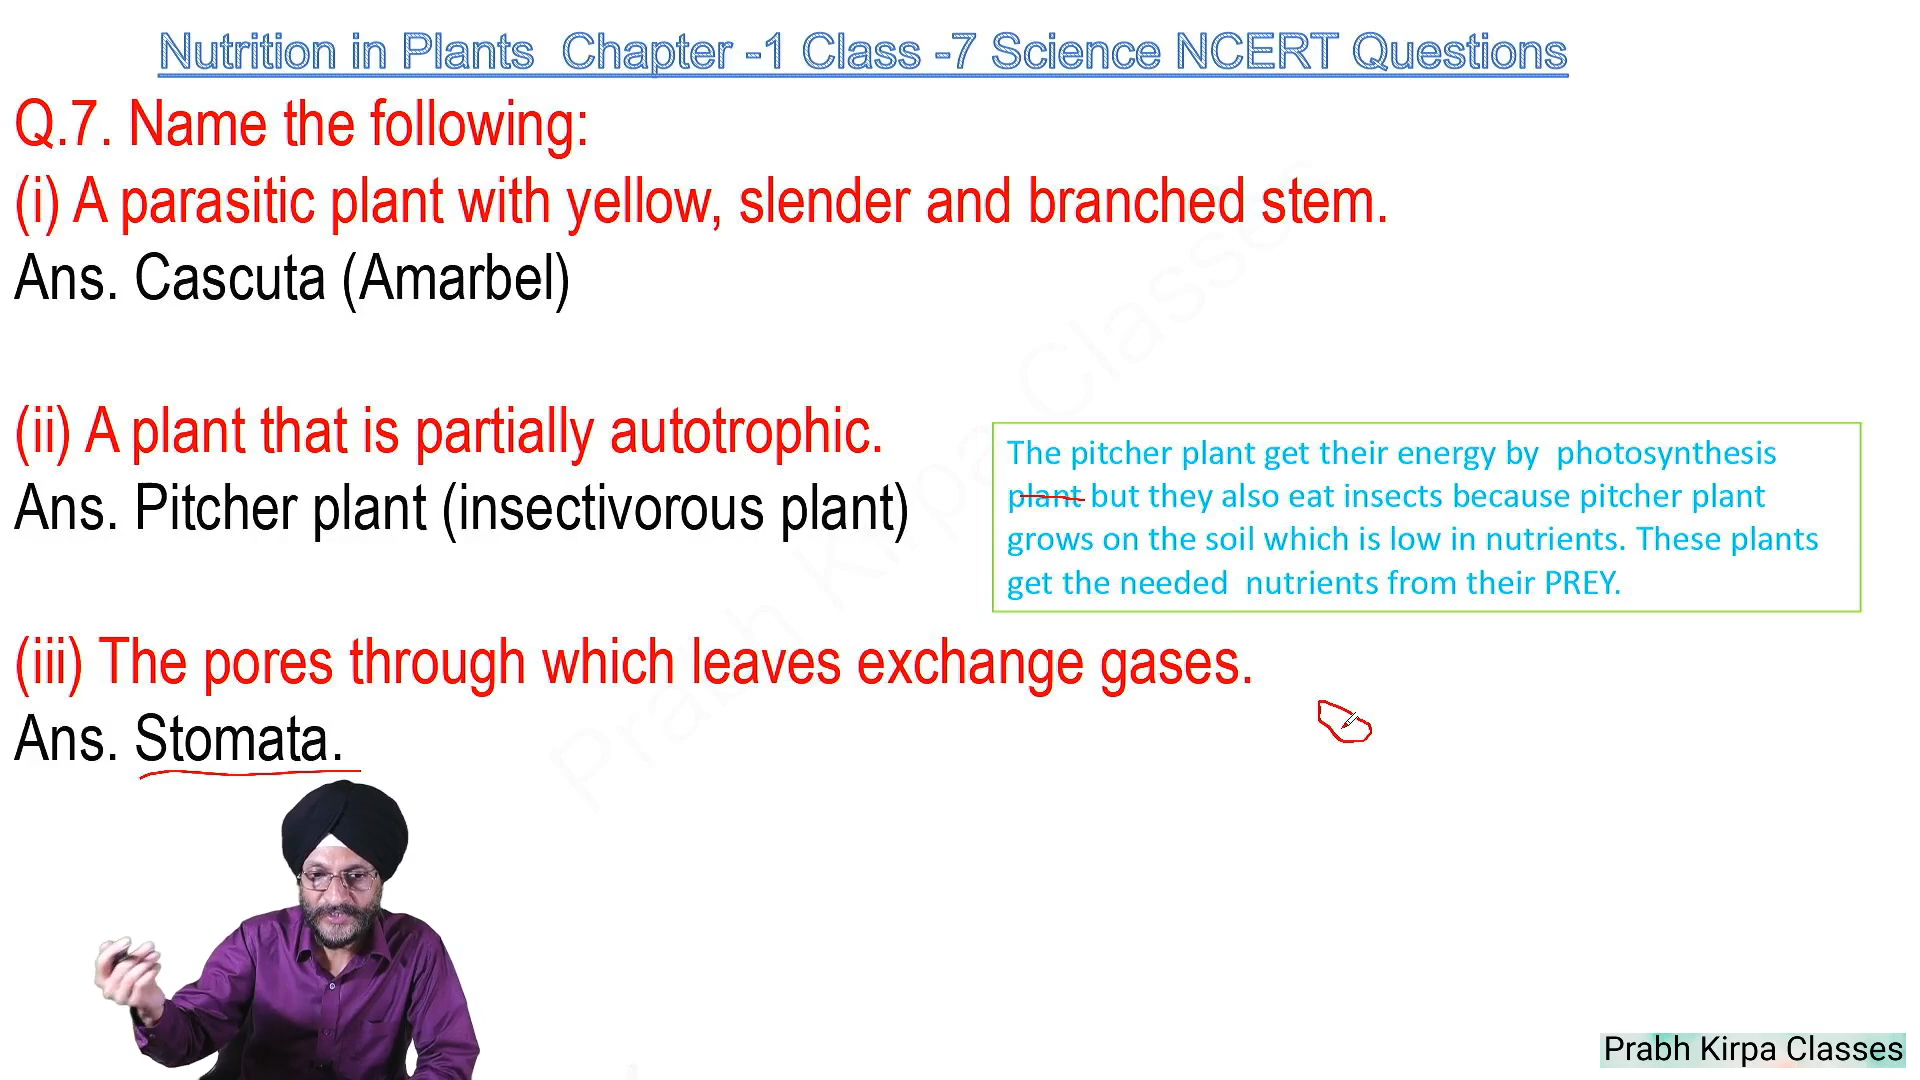 Nutrition in Plants Chapter -1 Class -7 Science NCERT Questions
Q.7. Name the following:
(i) A parasitic plant with yellow, slender and branched stem.
Ans. Cascuta (Amarbel)
(ii) A plant that is partially autotrophic.
Ans. Pitcher plant (insectivorous plant)
The pitcher plant get their energy by photosynthesis
plant but they also eat insects because pitcher plant
grows on the soil which is low in nutrients. These plants
get the needed nutrients from their PREY.
(iii) The pores through which leaves exchange gases.
Ans. Stomata.
Prabh Kirpa Classes
Prabh Kirpa Classes